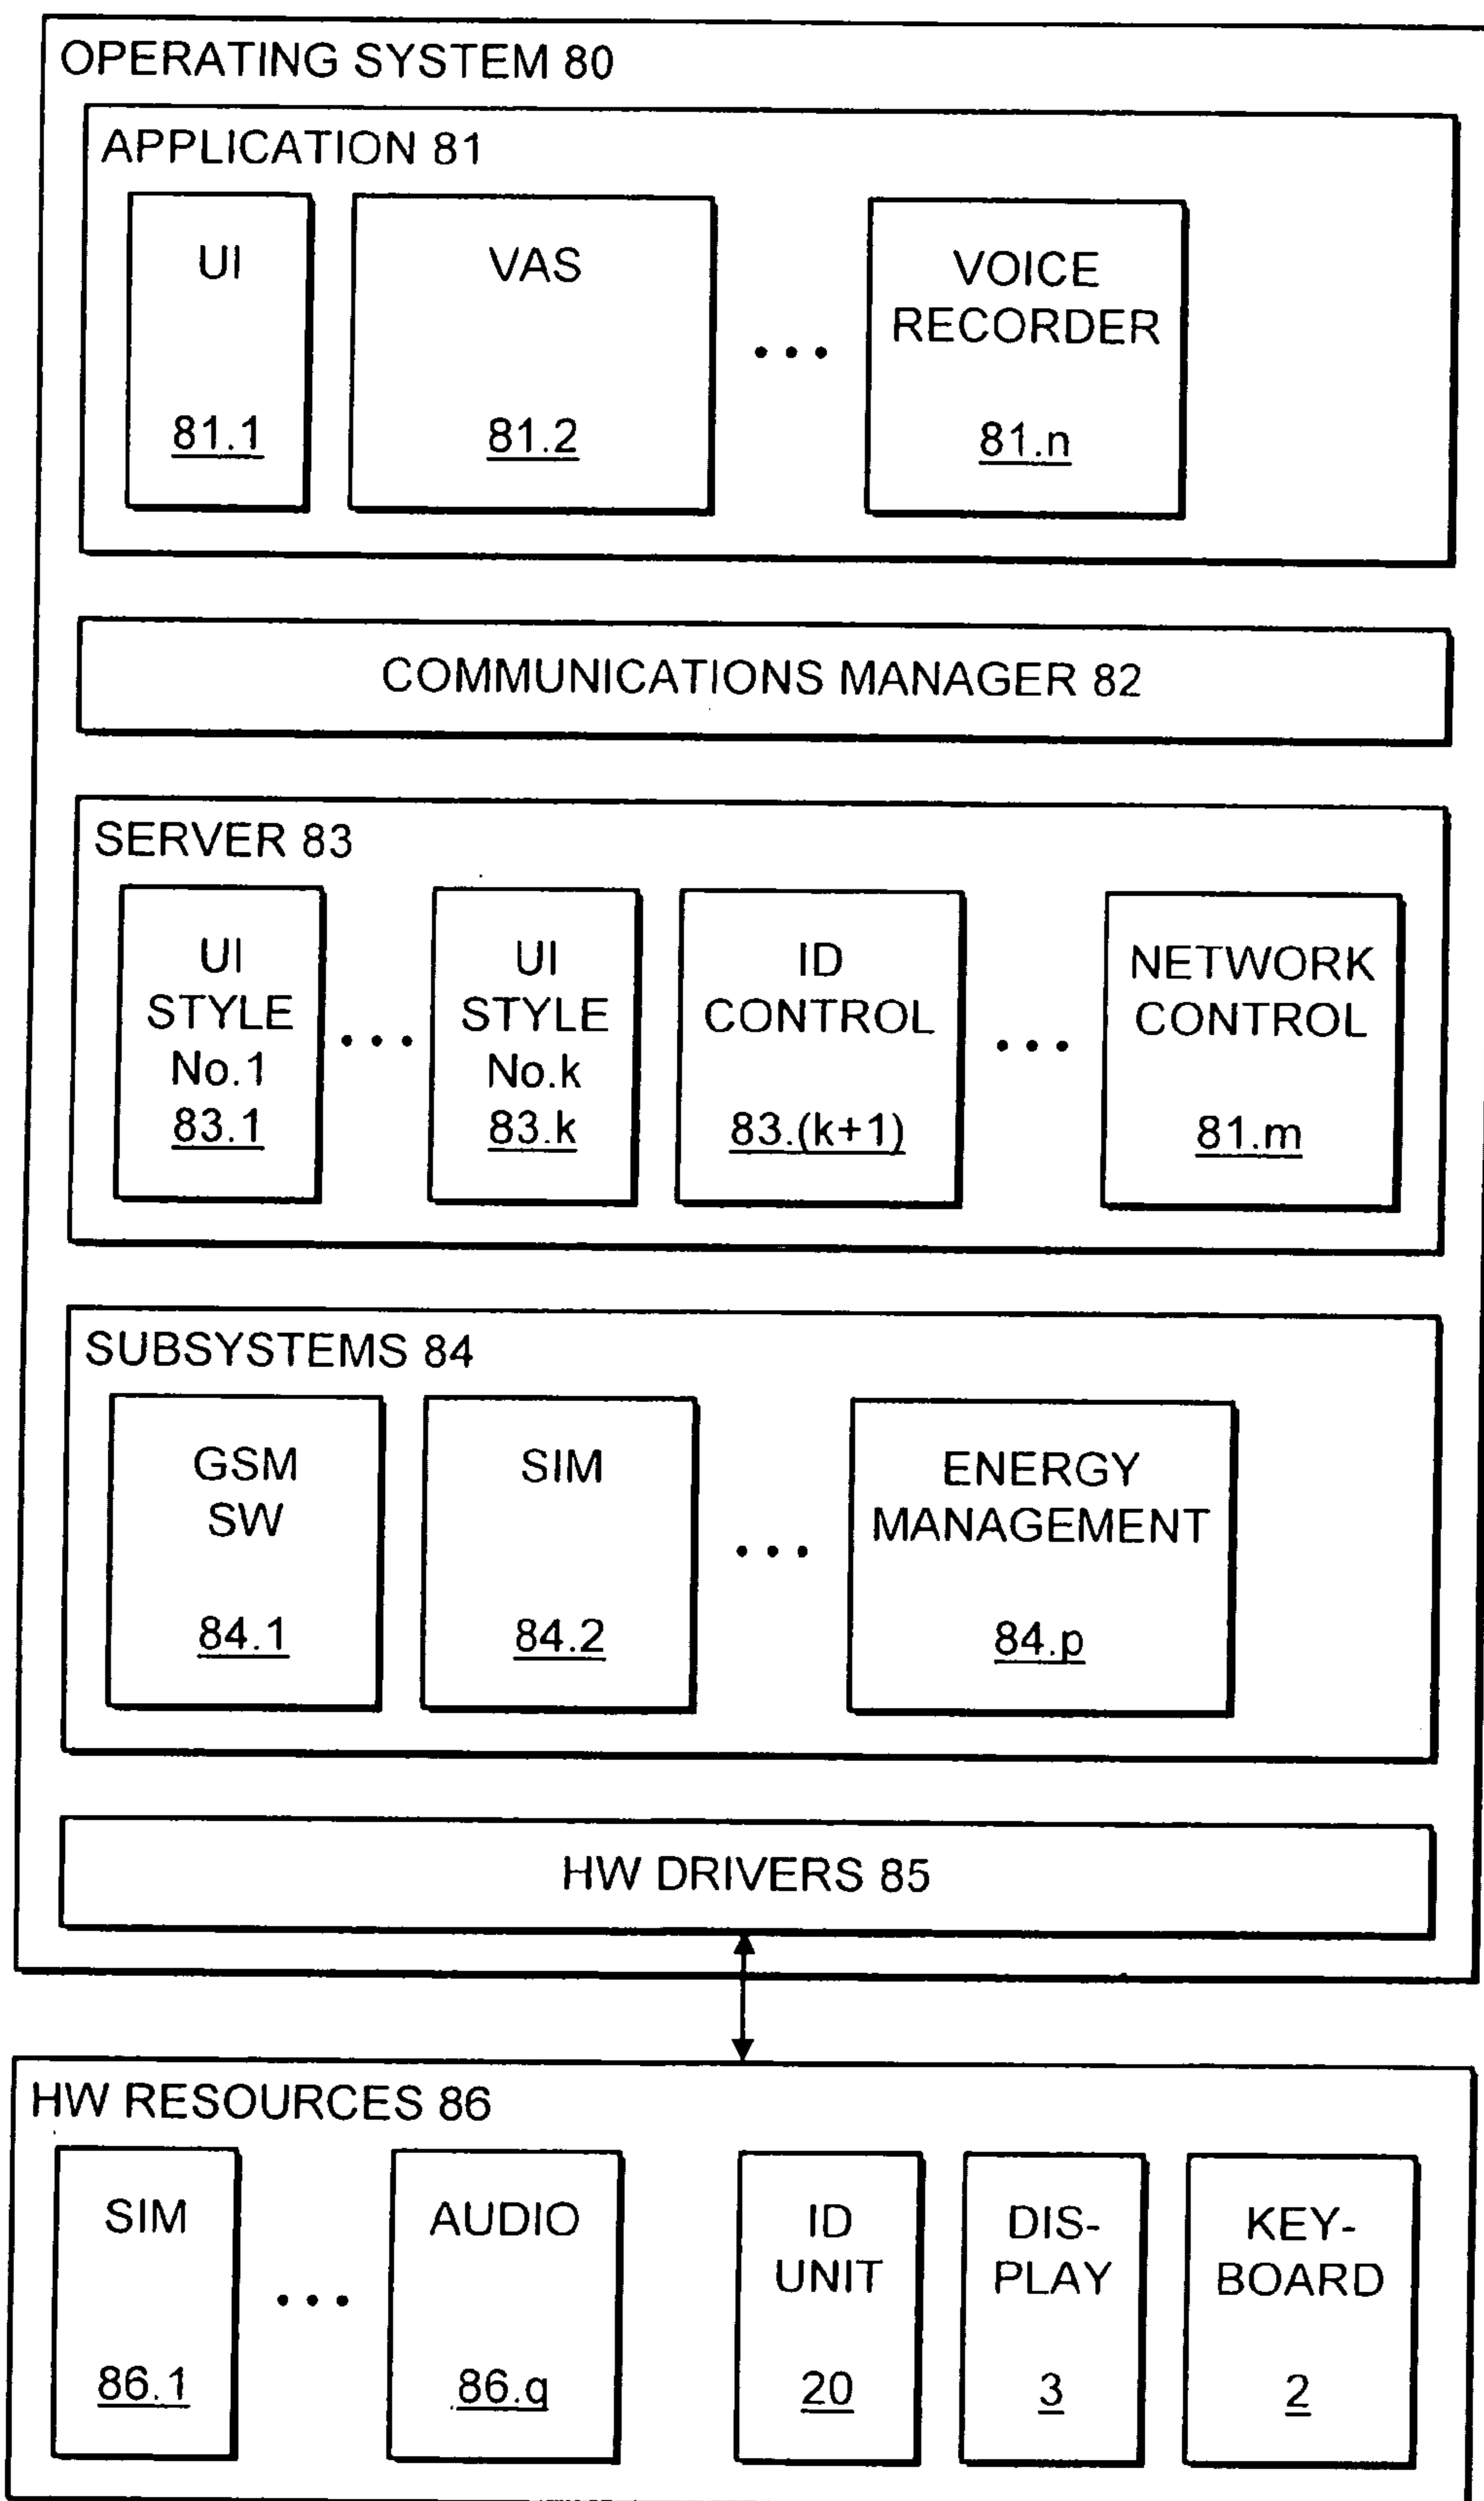 OPERATING SYSTEM 80
APPLICATION 81
UI
81.1
VAS
81.2
...
VOICE
RECORDER
81.n
COMMUNICATIONS MANAGER 82
SERVER 83
UI
STYLE
No.1
83.1
...
UI
STYLE
No.k
83.k
ID
CONTROL
83.(k+1)
...
NETWORK
CONTROL
81.m
SUBSYSTEMS 84
GSM
SW
84.1
SIM
84.2
...
ENERGY
MANAGEMENT
84.p
HW DRIVERS 85
HW RESOURCES 86
SIM
86.1
...
AUDIO
86.q
ID
UNIT
20
DIS-
PLAY
3
KEY-
BOARD
2